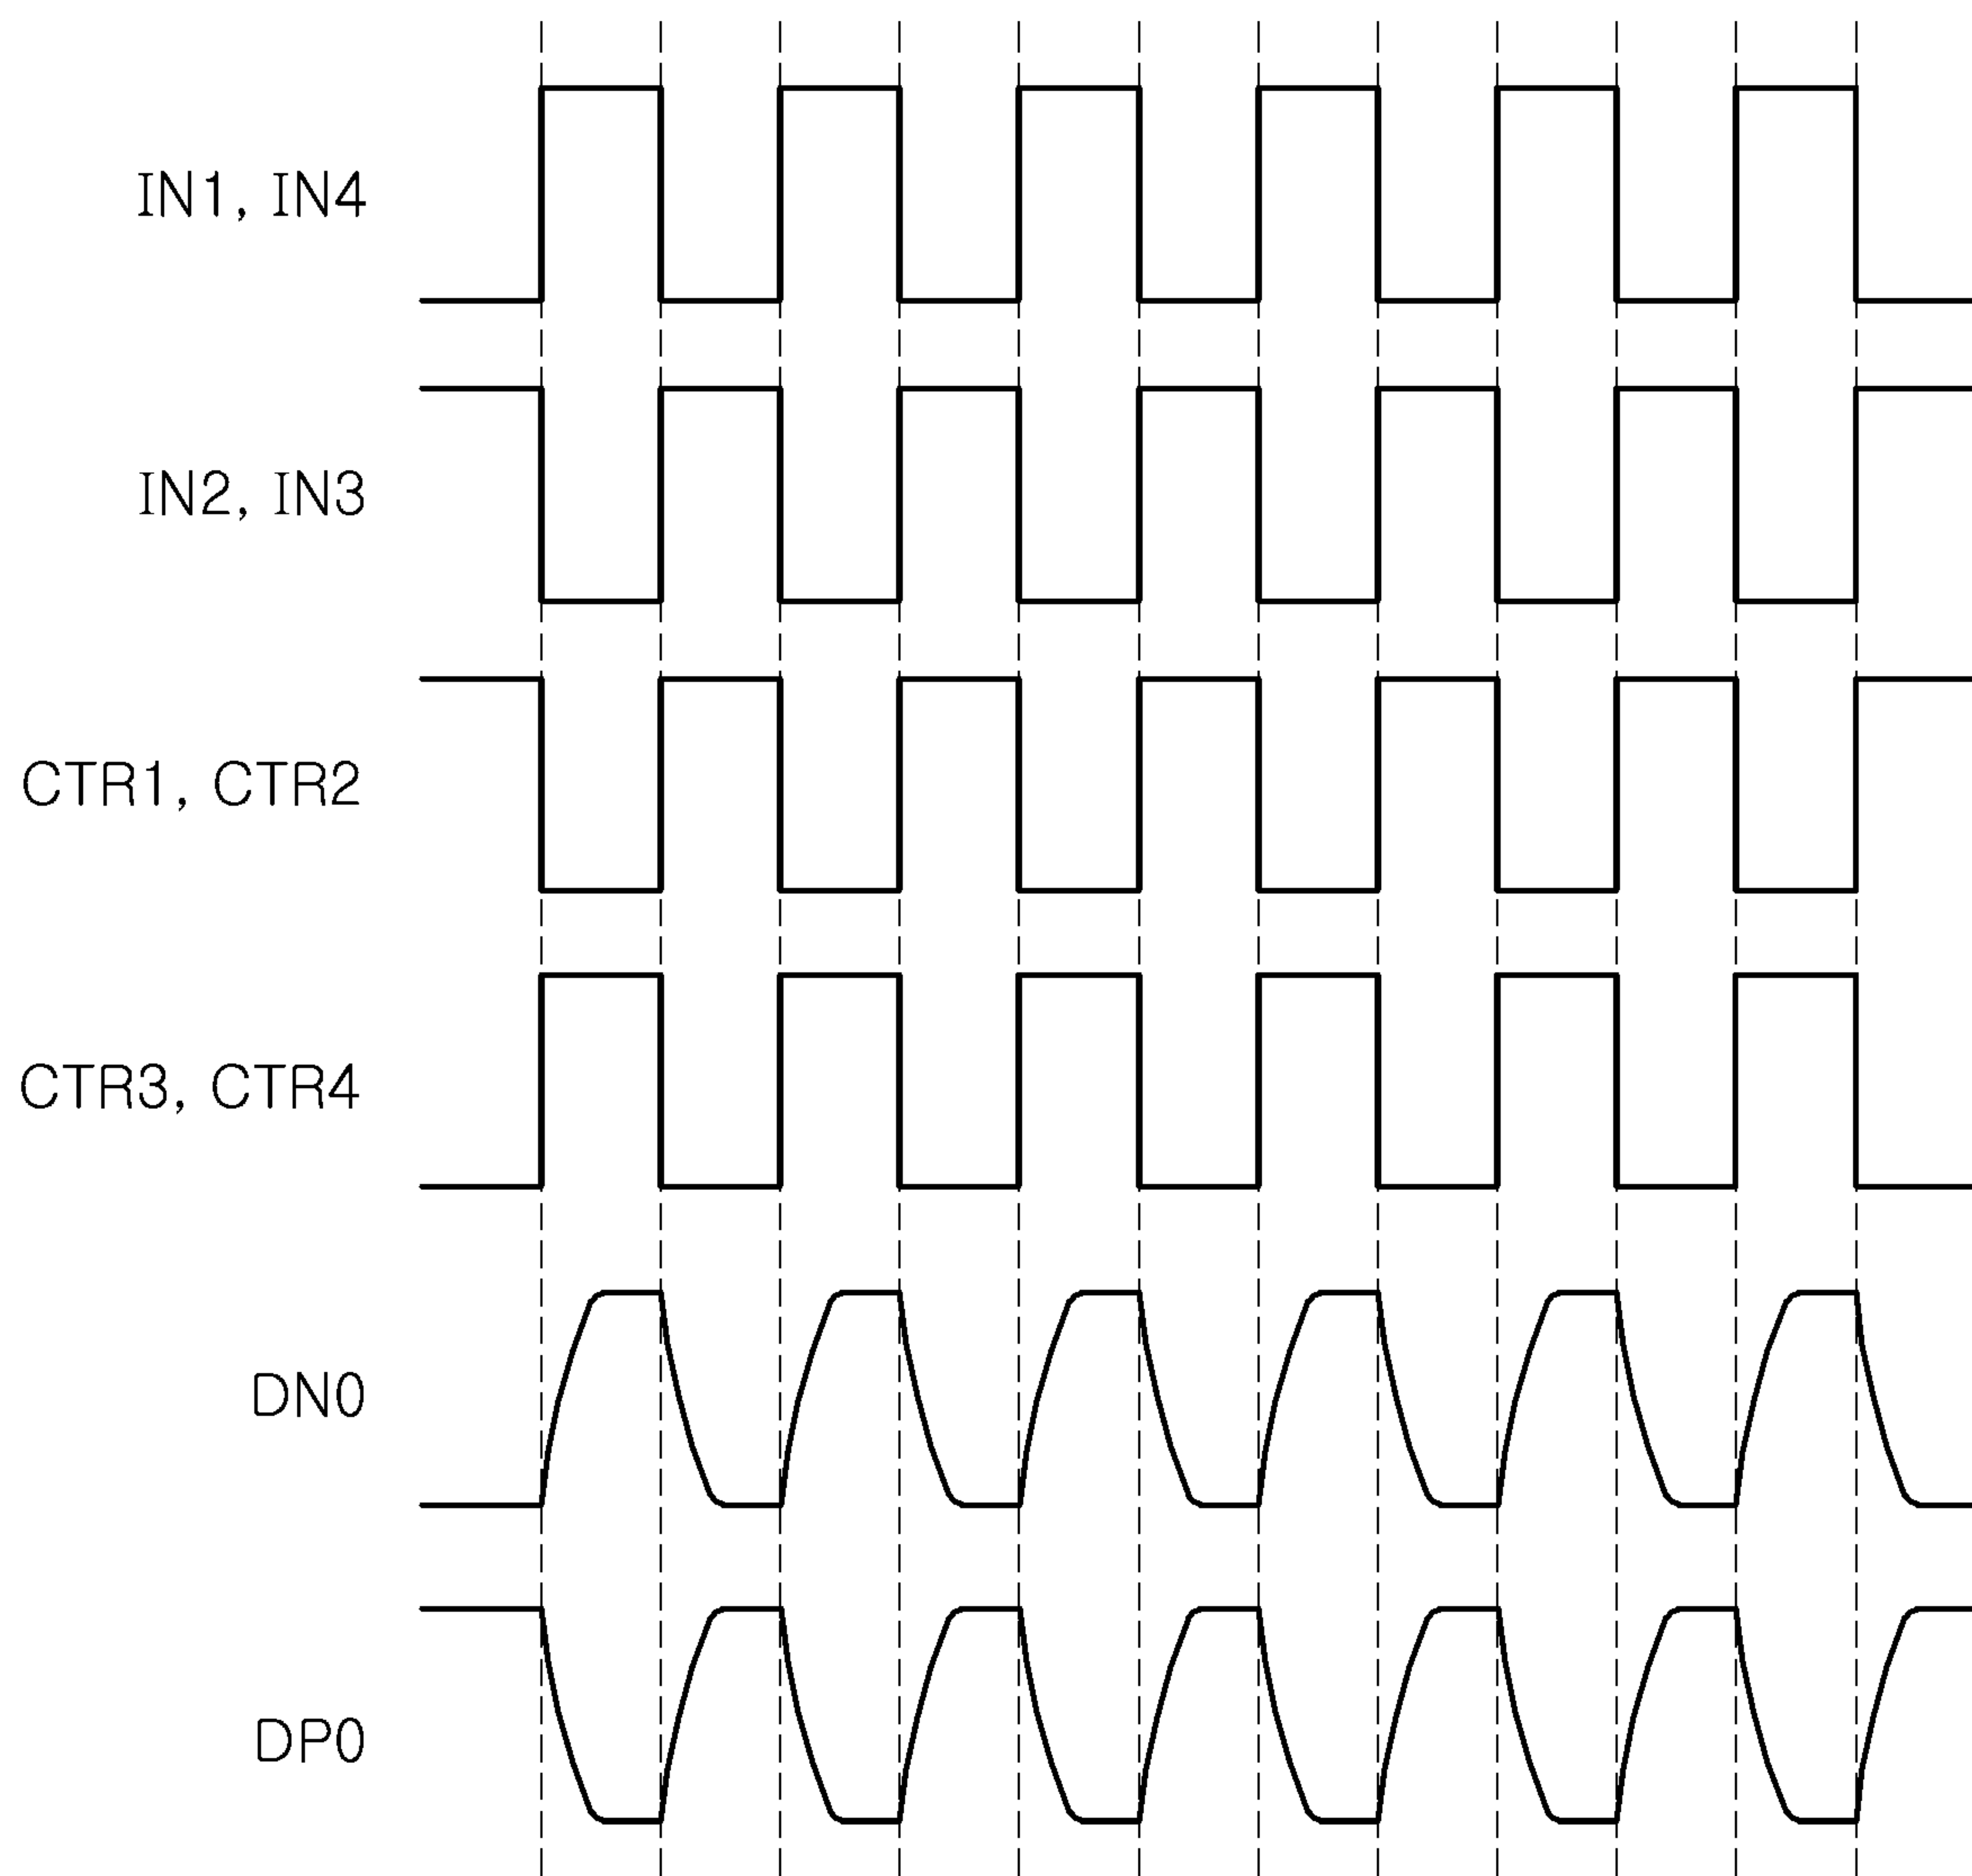 IN1, IN4
IN2, IN3
CTR1, CTR2
CTR3, CTR4
DN0
DP0